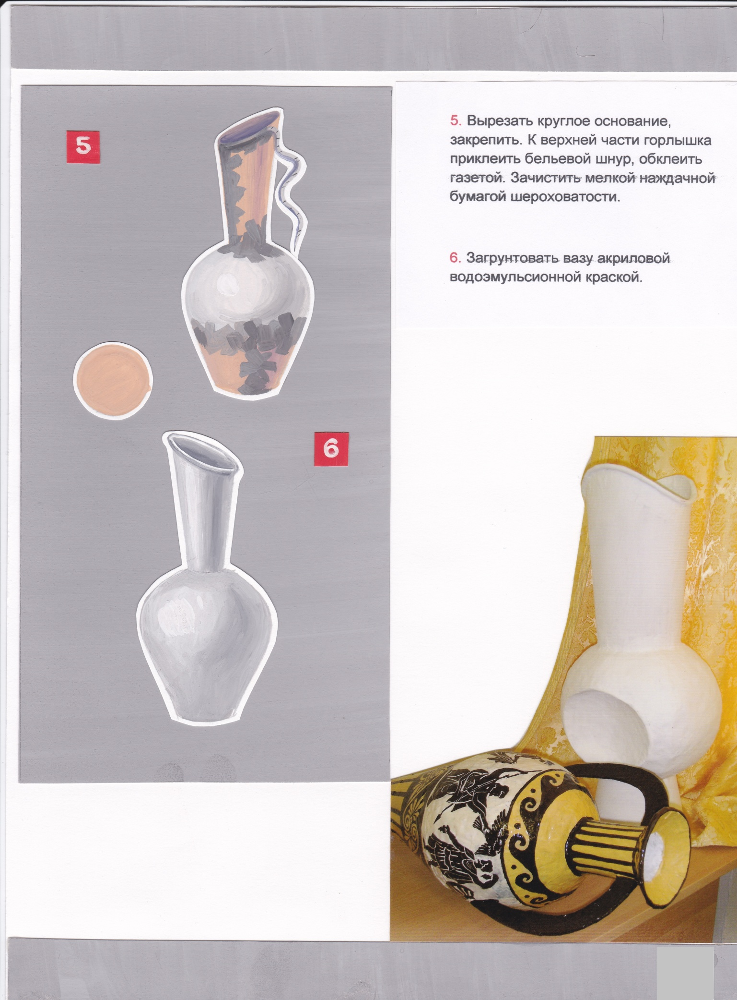 5
5. Вырезать круглое основание,
закрепить. К верхней части горлышка
приклеить бельевой шнур, обклеить
газетой. Зачистить мелкой наждачной
бумагой шероховатости.
6. Загрунтовать вазу акриловой
водоэмульсионной краской.
6